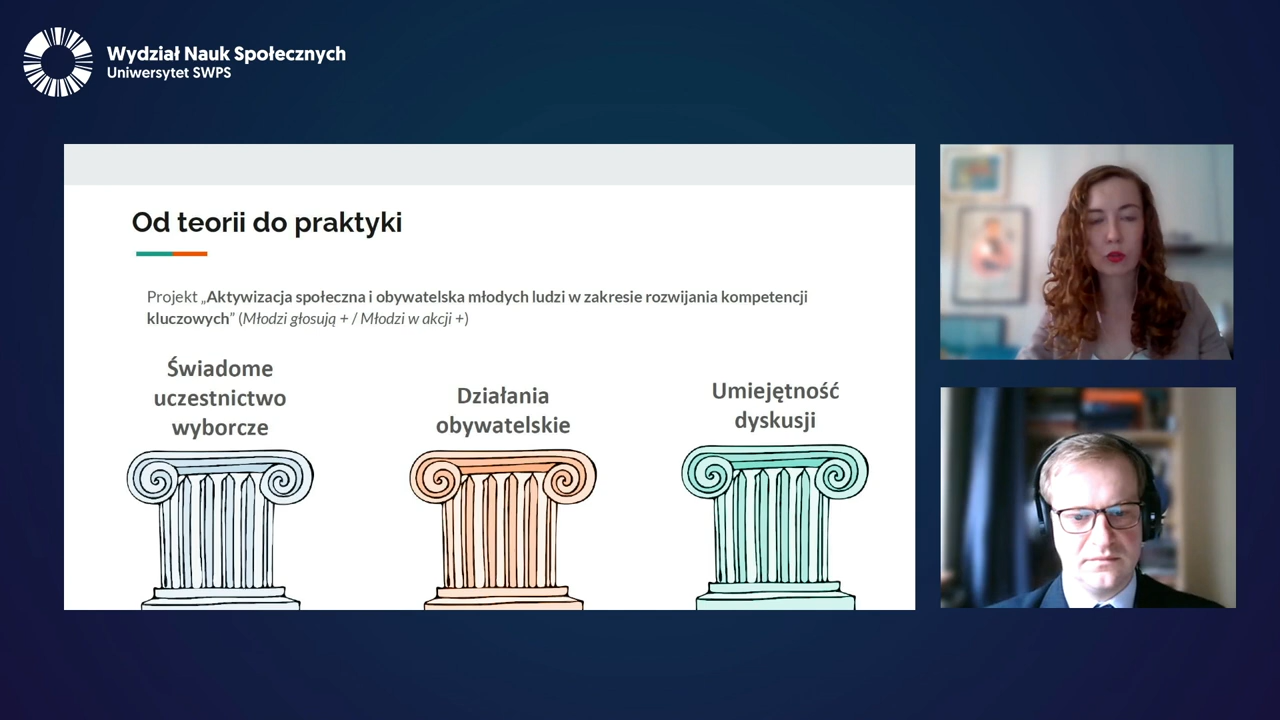 Wydział Nauk Społecznych
Uniwersytet SWPS
Od teorii do praktyki
Projekt „Aktywizacja społeczna i obywatelska młodych ludzi w zakresie rozwijania kompetencji
kluczowych” (Młodzi głosują + / Młodzi w akcji +)
Świadome
uczestnictwo
wyborcze
Działania
obywatelskie
Umiejętność
dyskusji